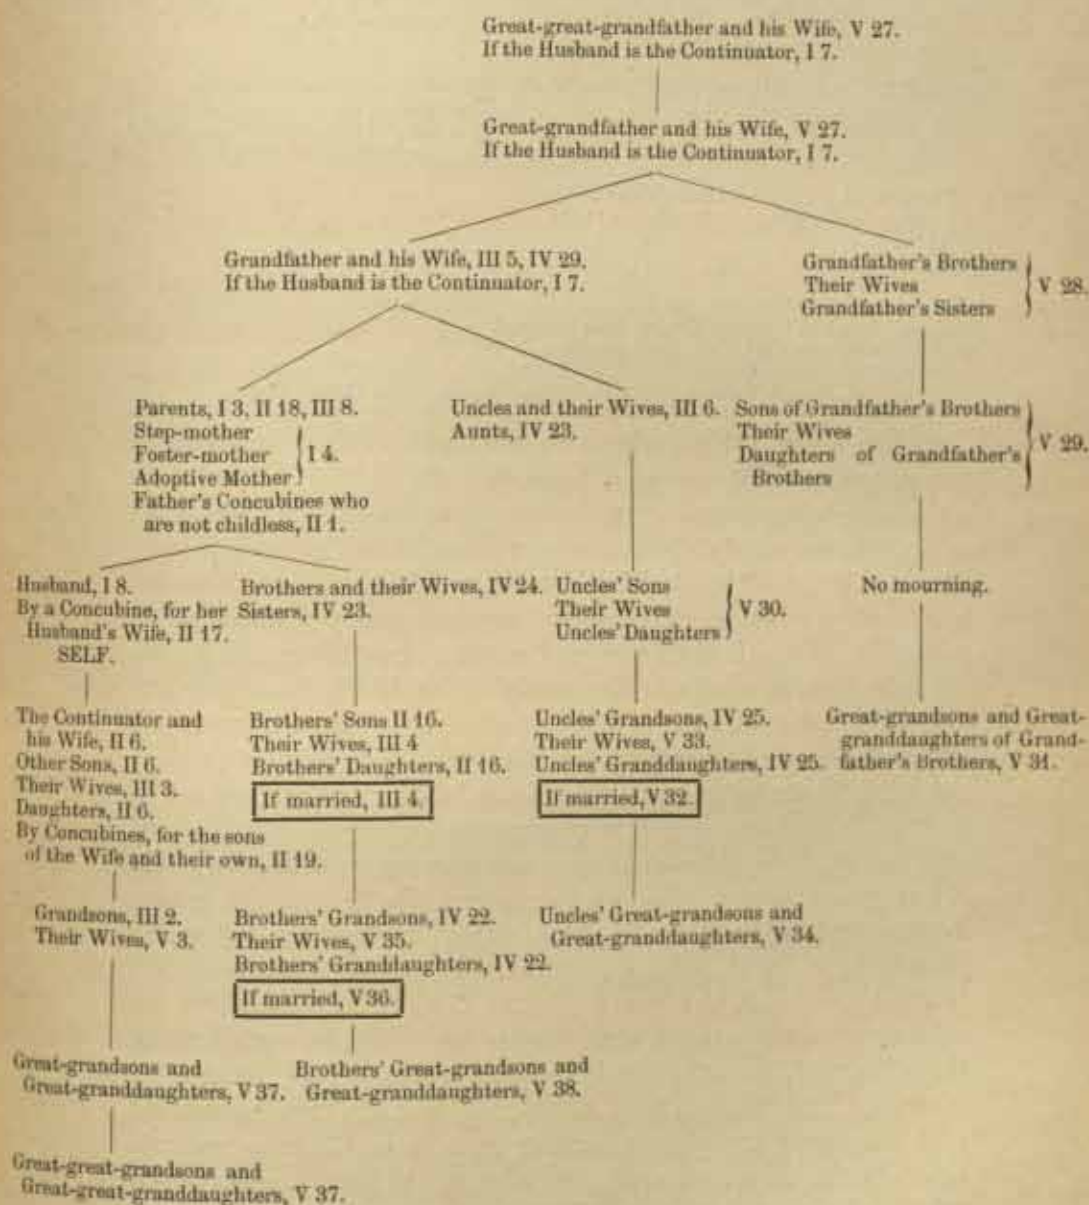 Great-great-grandfather and his Wife, V 27.
If the Husband is the Continuator, I 7.
Great-grandfather and his Wife, V 27.
If the Husband is the Continuator, I 7.
Grandfather and his Wife, III 5, IV 29.
If the Husband is the Continuator, I 7.
Grandfather's Brothers
Their Wives
Grandfather's Sisters
V 28.
Parents, I 3, II 18, III 8.
Step-mother
Foster-mother
Adoptive Mother
I 4.
Father's Concubines who
are not childless, II 1.
Uncles and their Wives, III 6.
Aunts, IV 23.
Sons of Grandfather's Brothers
Their Wives
Daughters of Grandfather's
Brothers
V 29.
Husband, I 8.
By a Concubine, for her
Husband's Wife, II 17.
SELF.
Brothers and their Wives, IV 24.
Sisters, IV 23.
Uncles' Sons
Their Wives
Uncles' Daughters
V 30.
No mourning.
The Continuator and
his Wife, II 6.
Other Sons, II 6.
Their Wives, III 3.
Daughters, II 6.
By Concubines, for the sons
of the Wife and their own, II 19.
Brothers' Sons II 16.
Their Wives, III 4
Brothers' Daughters, II 16.
If married, III 4.
Uncles' Grandsons, IV 25.
Their Wives, V 33.
Uncles' Granddaughters, IV 25.
If married, V 32.
Great-grandsons and Great-
granddaughters of Grand-
father's Brothers, V 31.
Grandsons, III 2.
Their Wives, V 3.
Brothers' Grandsons, IV 22.
Their Wives, V 35.
Brothers' Granddaughters, IV 22.
If married, V 36.
Uncles' Great-grandsons and
Great-granddaughters, V 34.
Great-grandsons and
Great-granddaughters, V 37.
Brothers' Great-grandsons and
Great-granddaughters, V 38.
Great-great-grandsons and
Great-great-granddaughters, V 37.